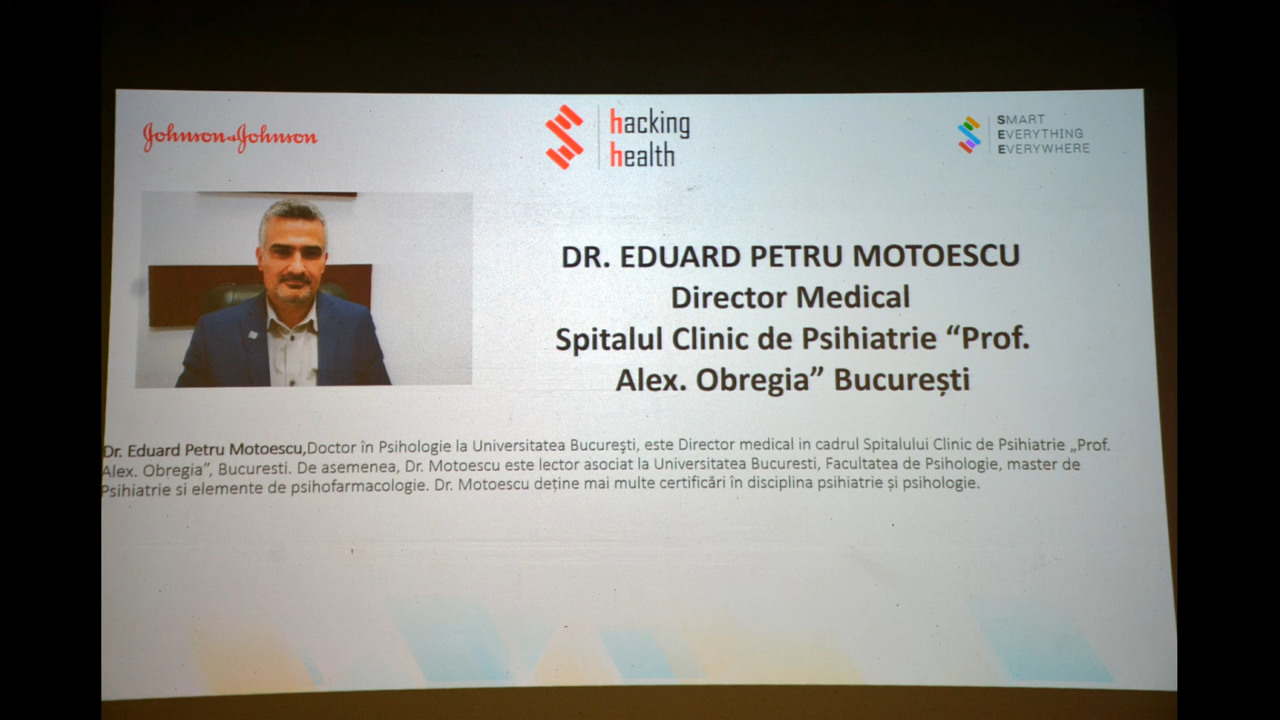 Johnson&Johnson
hacking
health
SMART
EVERYTHING
EVERYWHERE
DR. EDUARD PETRU MOTOESCU
Director Medical
Spitalul Clinic de Psihiatrie “Prof.
Alex. Obregia” București
Dr. Eduard Petru Motoescu,Doctor în Psihologie la Universitatea Bucureşti, este Director medical in cadrul Spitalului Clinic de Psihiatrie „Prof.
Alex. Obregia”, Bucuresti. De asemenea, Dr. Motoescu este lector asociat la Universitatea Bucuresti, Facultatea de Psihologie, master de
Psihiatrie si elemente de psihofarmacologie. Dr. Motoescu deține mai multe certificări în disciplina psihiatrie și psihologie.